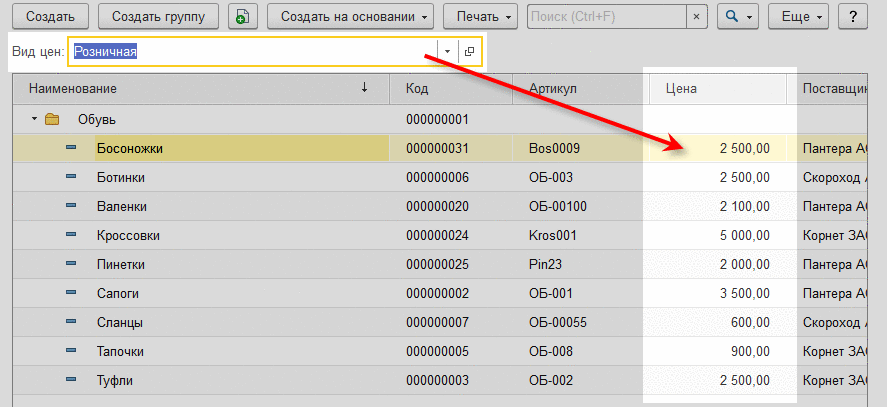 Создать Создать группу Создать на основании Печать Поиск (Ctrl+F) × Еще ?
Вид цен: Розничная
Наименование ↓ Код Артикул Цена Поставщик
Обувь 000000001
Босоножки 000000031 Bos0009 2 500,00 Пантера АО
Ботинки 000000006 ОБ-003 2 500,00 Скороход АО
Валенки 000000020 ОБ-00100 2 100,00 Пантера АО
Кроссовки 000000024 Kros001 5 000,00 Корнет ЗАО
Пинетки 000000025 Pin23 2 000,00 Пантера АО
Сапоги 000000002 ОБ-001 3 500,00 Пантера АО
Сланцы 000000007 ОБ-00055 600,00 Скороход АО
Тапочки 000000005 ОБ-008 900,00 Корнет ЗАО
Туфли 000000003 ОБ-002 2 500,00 Корнет ЗАО